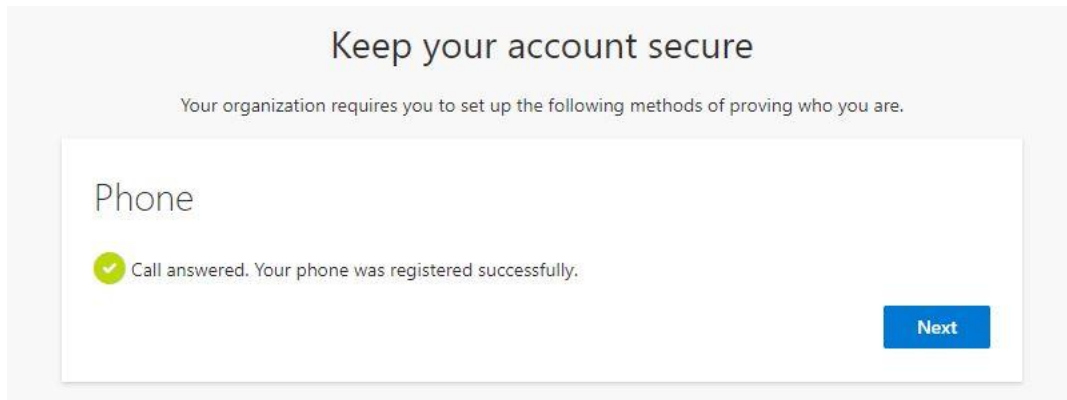 Keep your account secure
Your organization requires you to set up the following methods of proving who you are.
Phone
Call answered. Your phone was registered successfully.
Next